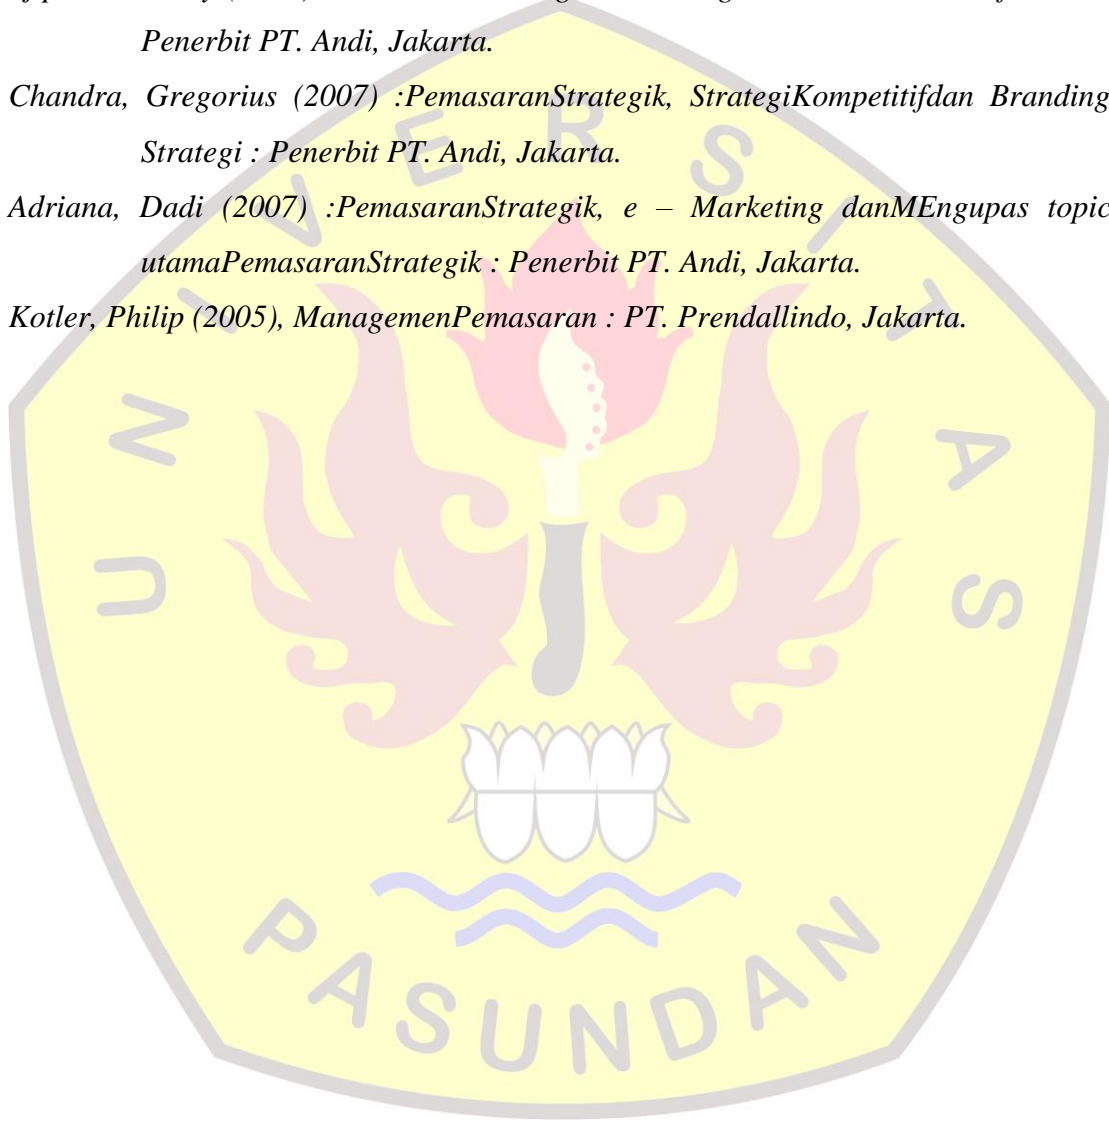 Penerbit PT. Andi, Jakarta.
Chandra, Gregorius (2007) :PemasaranStrategik, StrategiKompetitifdan Branding
Strategi : Penerbit PT. Andi, Jakarta.
Adriana, Dadi (2007) :PemasaranStrategik, e – Marketing danMEngupas topic
utamaPemasaranStrategik : Penerbit PT. Andi, Jakarta.
Kotler, Philip (2005), ManagemenPemasaran : PT. Prendallindo, Jakarta.
UNIVERSITAS
PASUNDAN